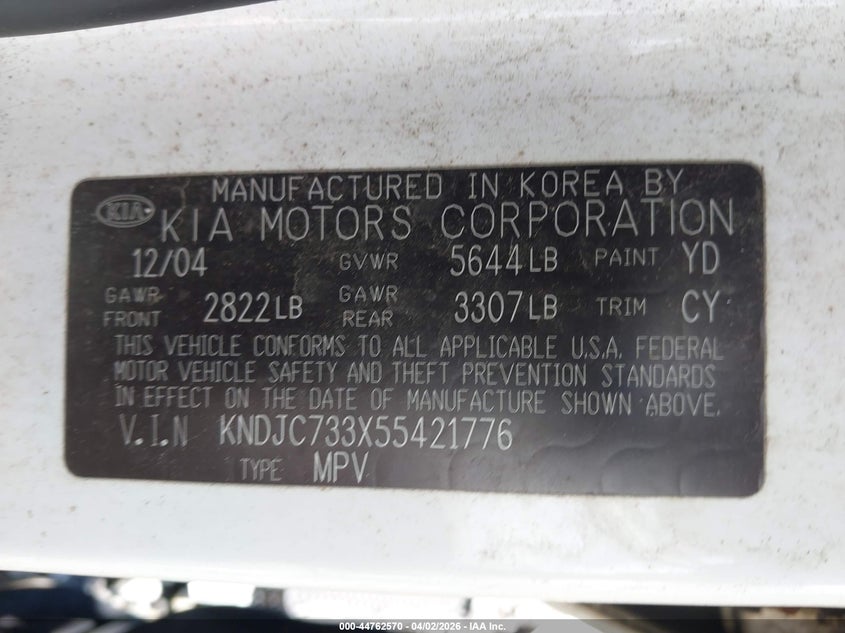 MANUFACTURED IN KOREA BY
KIA KIA MOTORS CORPORATION
12/04 GVWR 5644LB PAINT YD
GAWR FRONT 2822LB GAWR REAR 3307LB TRIM CY
THIS VEHICLE CONFORMS TO ALL APPLICABLE U.S.A. FEDERAL
MOTOR VEHICLE SAFETY AND THEFT PREVENTION STANDARDS
IN EFFECT ON THE DATE OF MANUFACTURE SHOWN ABOVE.
V.I.N KNDJC733X55421776
TYPE MPV
000-44762570 - 04/02/2026 - IAA Inc.